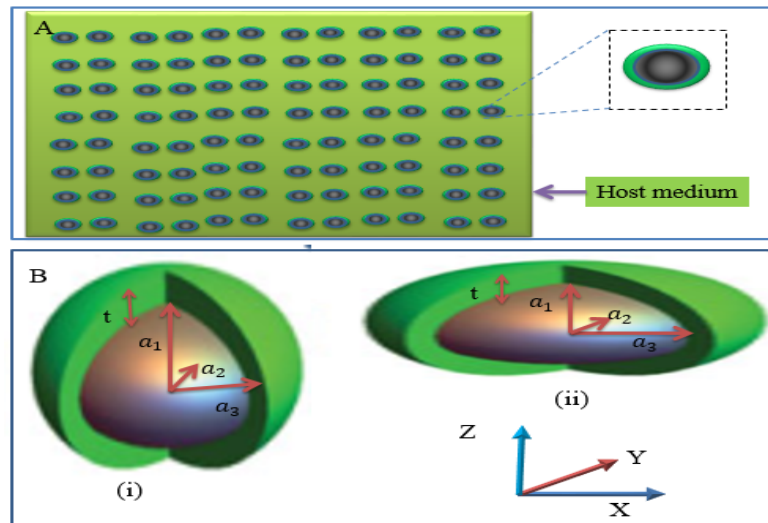 A
Host medium
B
t
a₁
a₂
a₃
(i)
t
a₁
a₂
a₃
(ii)
Z
Y
X